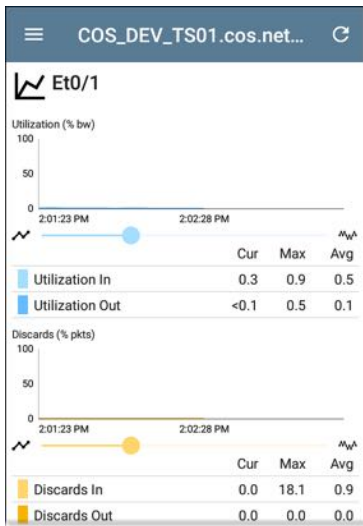 COS_DEV_TS01.cos.net...
Et0/1
Utilization (% bw)
100
50
0
2:01:23 PM 2:02:28 PM
Cur Max Avg
Utilization In 0.3 0.9 0.5
Utilization Out <0.1 0.5 0.1
Discards (% pkts)
100
50
0
2:01:23 PM 2:02:28 PM
Cur Max Avg
Discards In 0.0 18.1 0.9
Discards Out 0.0 0.0 0.0